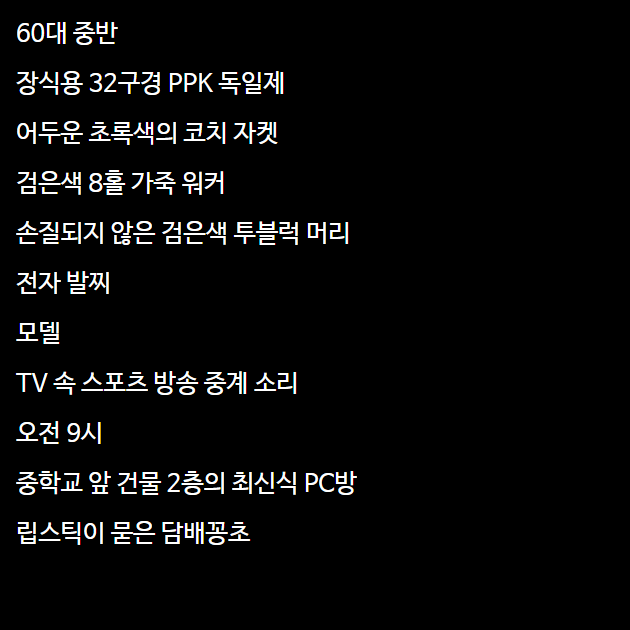 60대 중반
장식용 32구경 PPK 독일제
어두운 초록색의 코치 자켓
검은색 8홀 가죽 워커
손질되지 않은 검은색 투블럭 머리
전자 발찌
모델
TV 속 스포츠 방송 중계 소리
오전 9시
중학교 앞 건물 2층의 최신식 PC방
립스틱이 묻은 담배꽁초